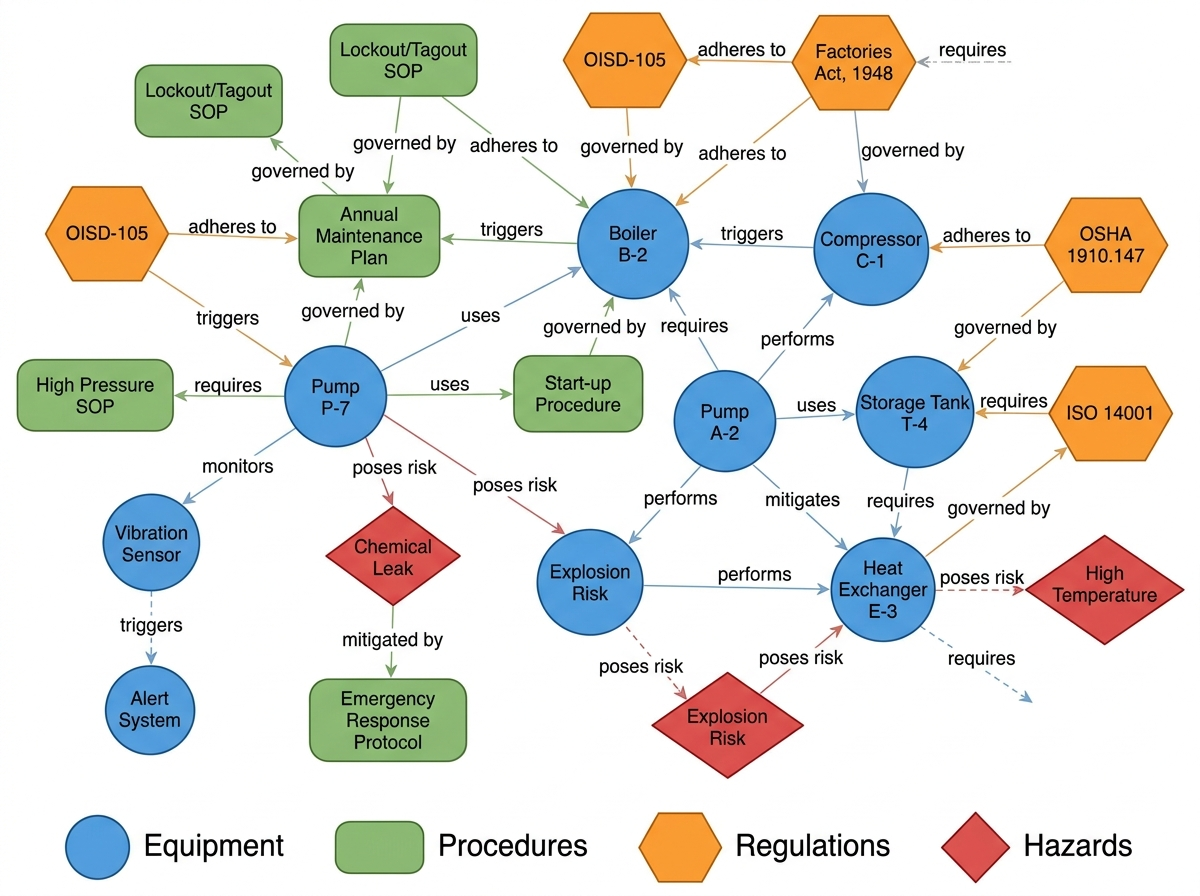 Lockout/Tagout
SOP
Lockout/Tagout
SOP
OISD-105
adheres to
Factories
Act, 1948
requires
governed by
adheres to
governed by
adheres to
governed by
governed by
OISD-105
adheres to
Annual
Maintenance
Plan
triggers
Boiler
B-2
triggers
Compressor
C-1
adheres to
OSHA
1910.147
triggers
governed by
uses
governed by
requires
performs
governed by
High Pressure
SOP
requires
Pump
P-7
uses
Start-up
Procedure
Pump
A-2
uses
Storage Tank
T-4
requires
ISO 14001
monitors
poses risk
poses risk
performs
mitigates
requires
governed by
Vibration
Sensor
Chemical
Leak
Explosion
Risk
performs
Heat
Exchanger
E-3
poses risk
High
Temperature
triggers
mitigated by
poses risk
poses risk
requires
Alert
System
Emergency
Response
Protocol
Explosion
Risk
Equipment
Procedures
Regulations
Hazards